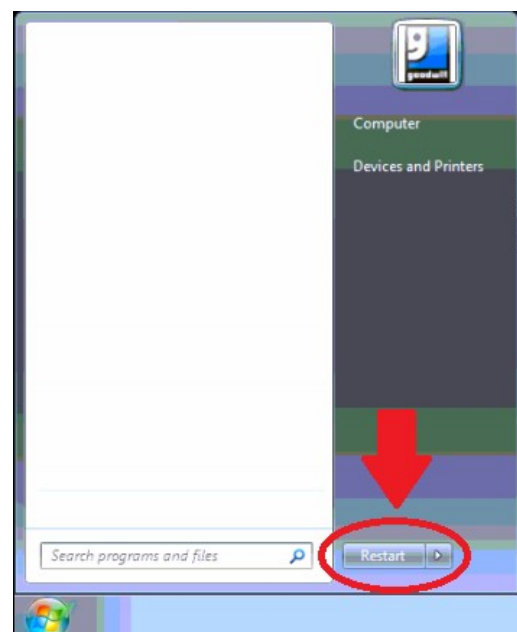 goodwill
Computer
Devices and Printers
Search programs and files
Restart